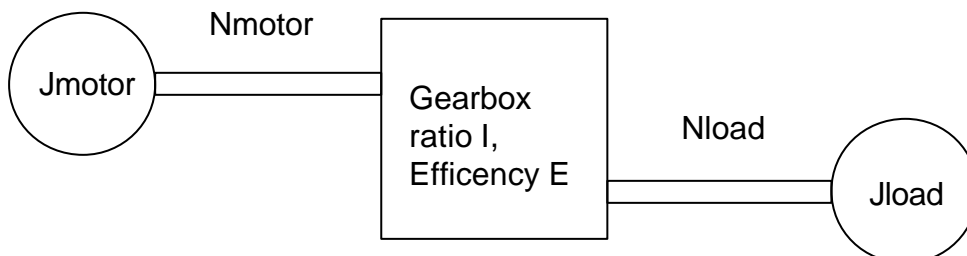 Nmotor
Jmotor
Gearbox
ratio I,
Efficency E
Nload
Jload